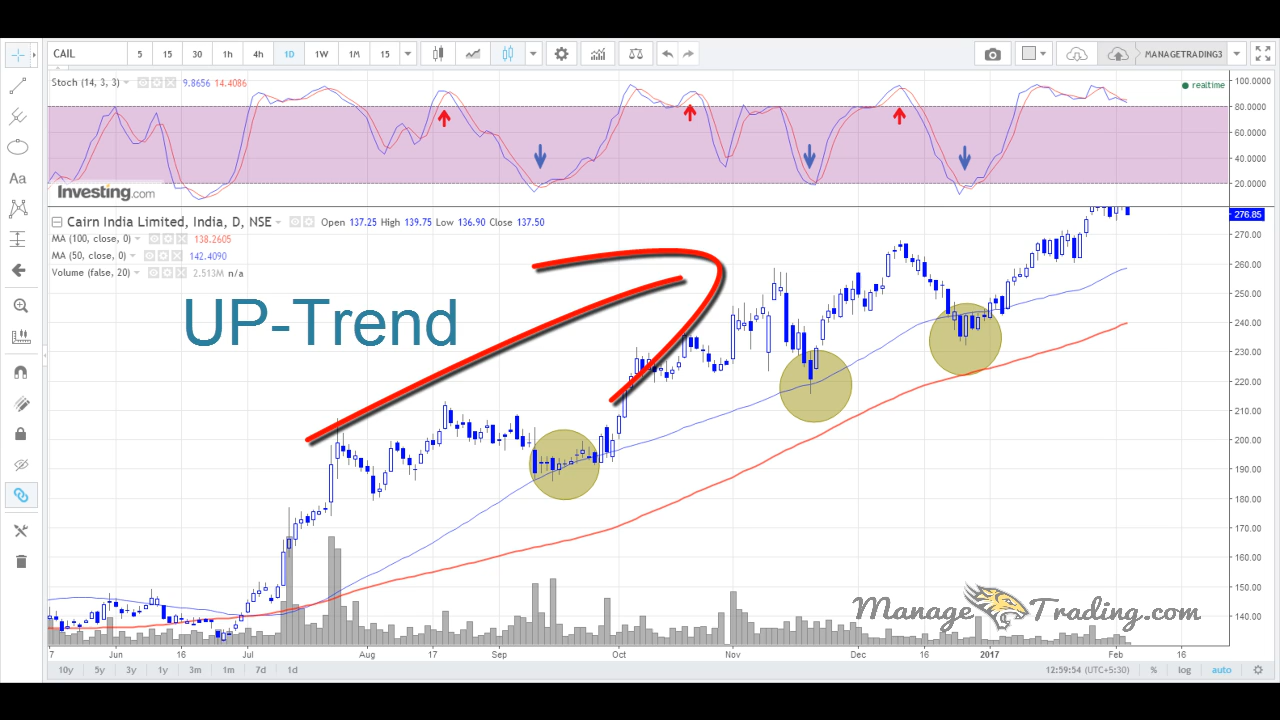 CAIL 5 15 30 1h 4h 1D 1W 1M 15 MANAGETRADING3
Stoch (14, 3, 3) 9.8656 14.4086
realtime
100.0000
80.0000
60.0000
40.0000
20.0000
Investing.com
Aa
Cairn India Limited, India, D, NSE Open 137.25 High 139.75 Low 136.90 Close 137.50
MA (100, close, 0) 138.2605
MA (50, close, 0) 142.4090
Volume (false, 20) 2.513M n/a
276.85
270.00
260.00
250.00
240.00
230.00
220.00
210.00
200.00
190.00
180.00
170.00
160.00
150.00
140.00
UP-Trend
Manage Trading.com
7 Jun 16 Jul Aug 17 Sep Oct Nov 16 Dec 2017 16 Feb 16
10y 5y 3y 1y 3m 1m 7d 1d 12:59:54 (UTC+5:30) % log auto